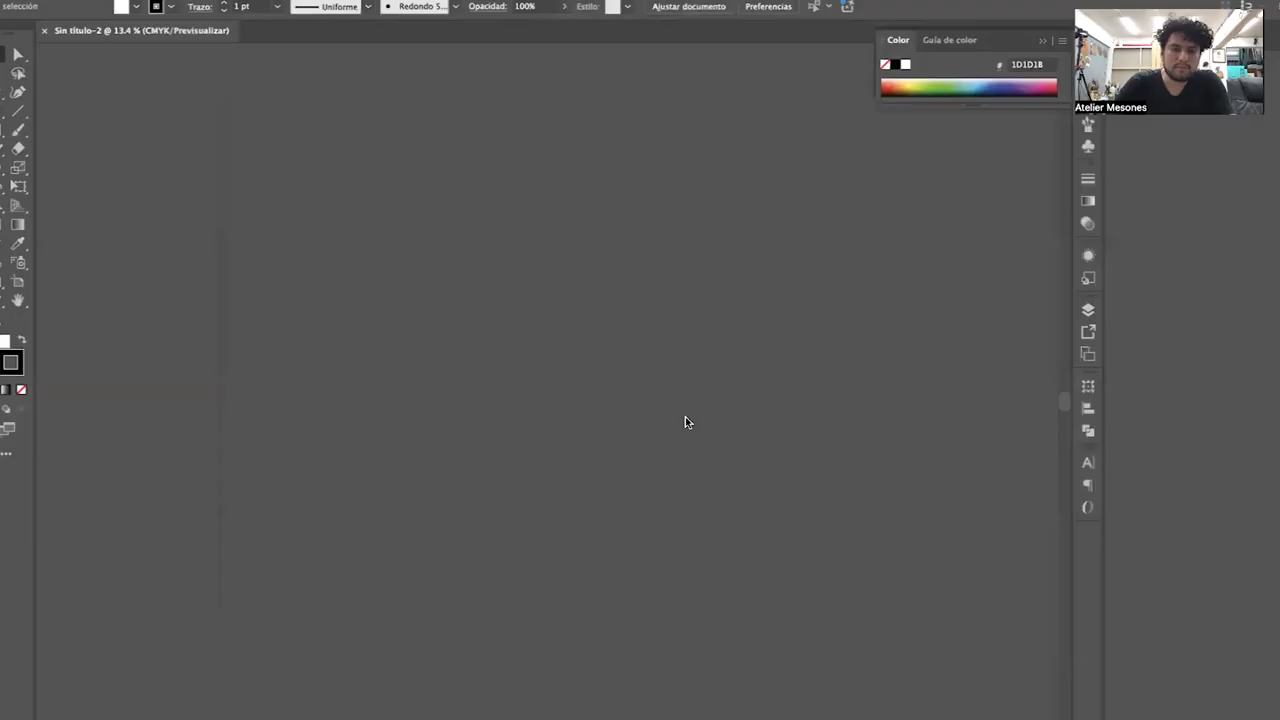 selección
Trazo: 1 pt Uniforme Redondo S... Opacidad: 100% Estilo: Ajustar documento Preferencias
× Sin título-2 @ 13.4 % (CMYK/Previsualizar)
Color Guía de color
# 1D1D1B
Atelier Mesones